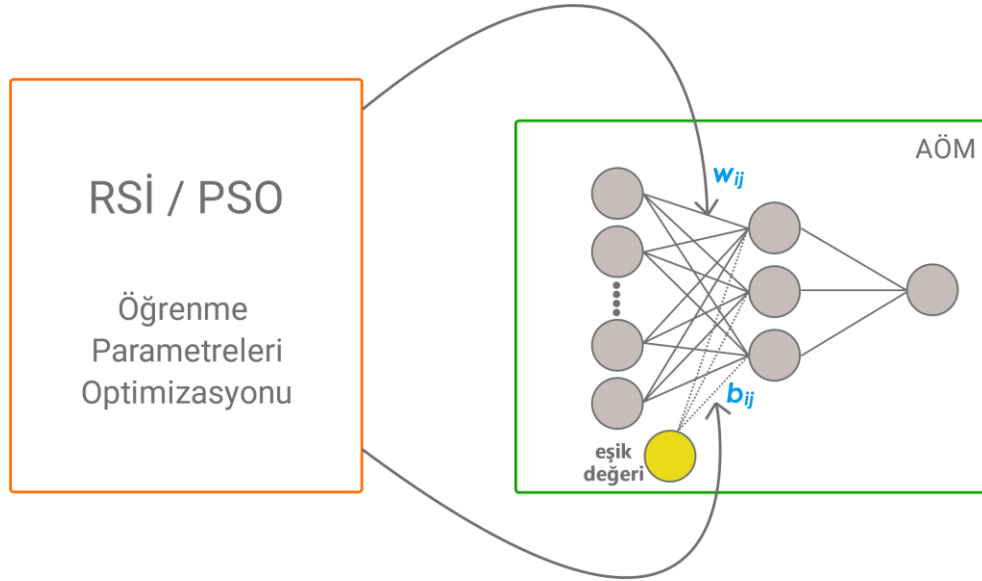 RSİ / PSO
Öğrenme
Parametreleri
Optimizasyonu
AÖM
wij
bij
eşik
değeri